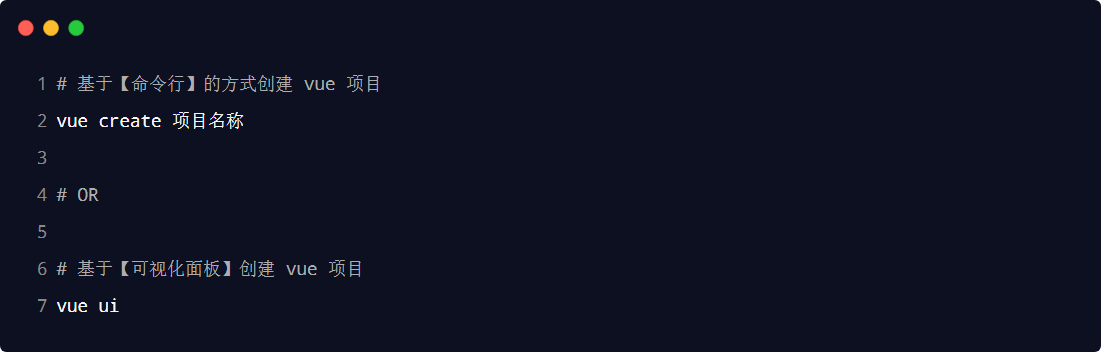 1 # 基于【命令行】的方式创建 vue 项目
2 vue create 项目名称
3
4 # OR
5
6 # 基于【可视化面板】创建 vue 项目
7 vue ui